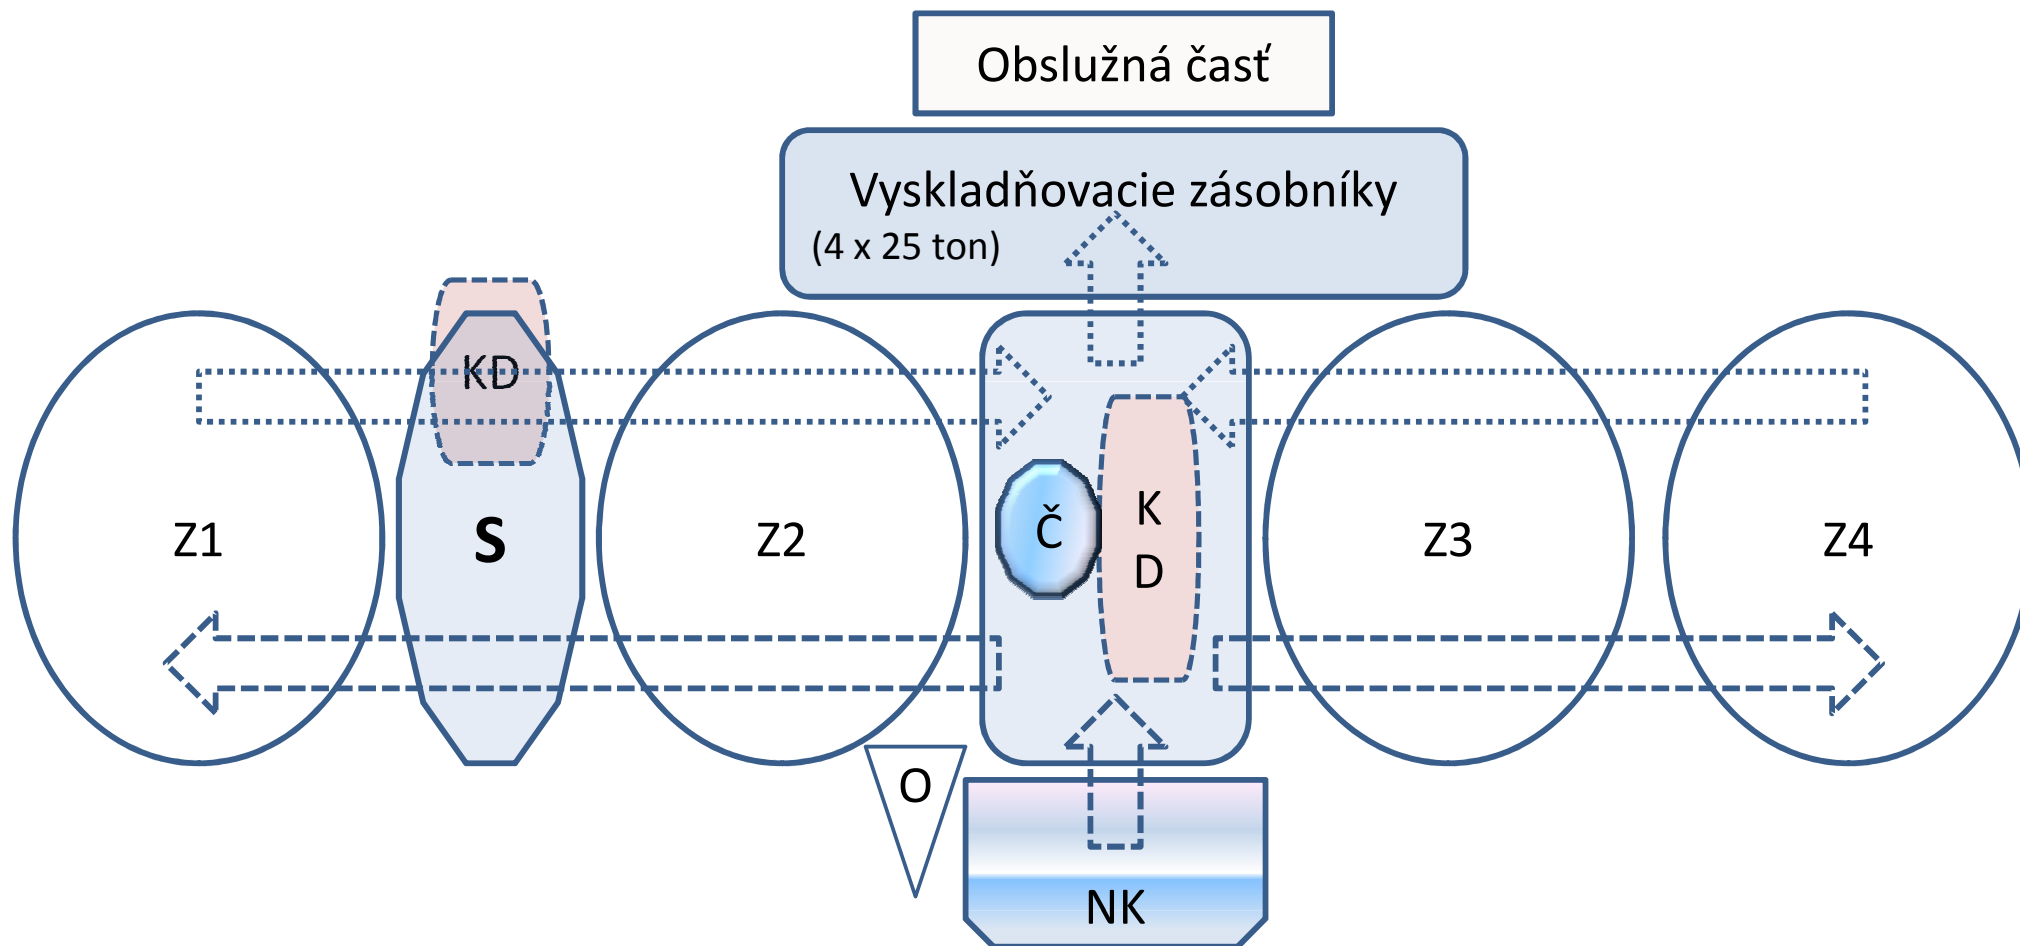 Obslužná časť
Vyskladňovacie zásobníky
(4 x 25 ton)
KD
Z1
S
Z2
Č
K
D
Z3
Z4
O
NK